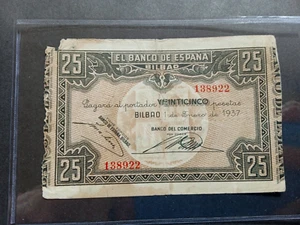 EL BANCO DE ESPAÑA
BILBAO
25 25
138922
Pagará al portador pesetas
VEINTICINCO
BILBAO 1 de Enero de 1937
BANCO DEL COMERCIO
138922
25 25